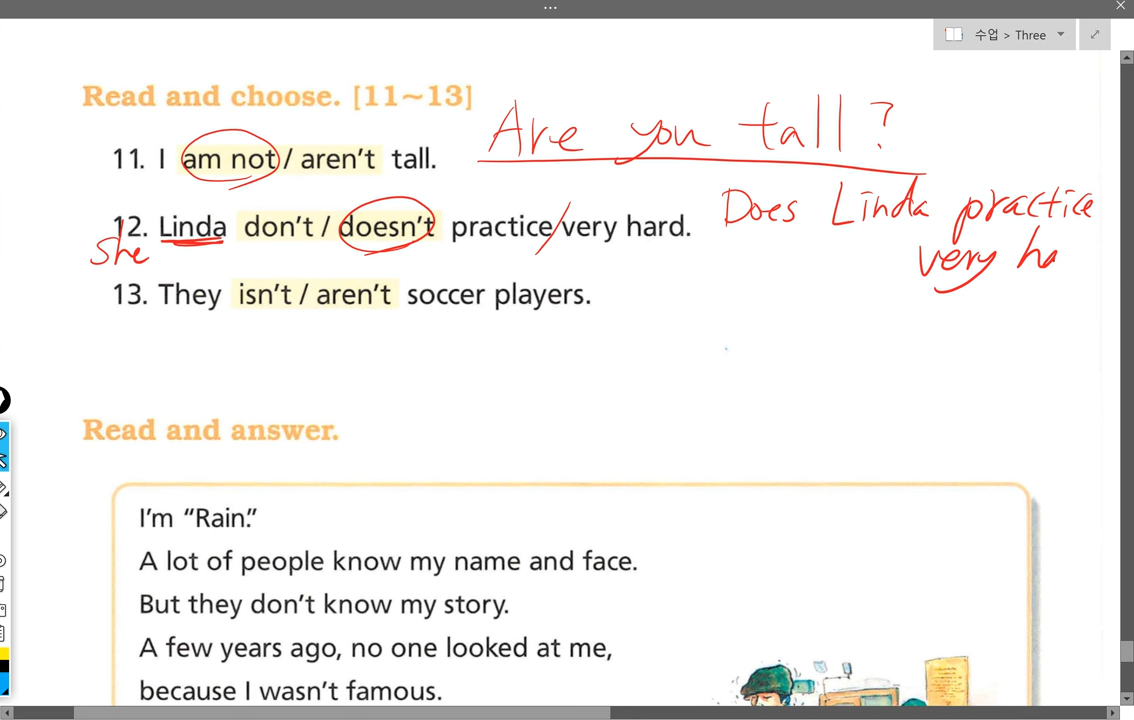 ...
수업 > Three
Read and choose. [11~13]
Are you tall?
11. I am not / aren't tall.
12. Linda don't / doesn't practice/very hard.
Does Linda practice
very ha
she
13. They isn't / aren't soccer players.
Read and answer.
I'm "Rain."
A lot of people know my name and face.
But they don't know my story.
A few years ago, no one looked at me,
because I wasn't famous.